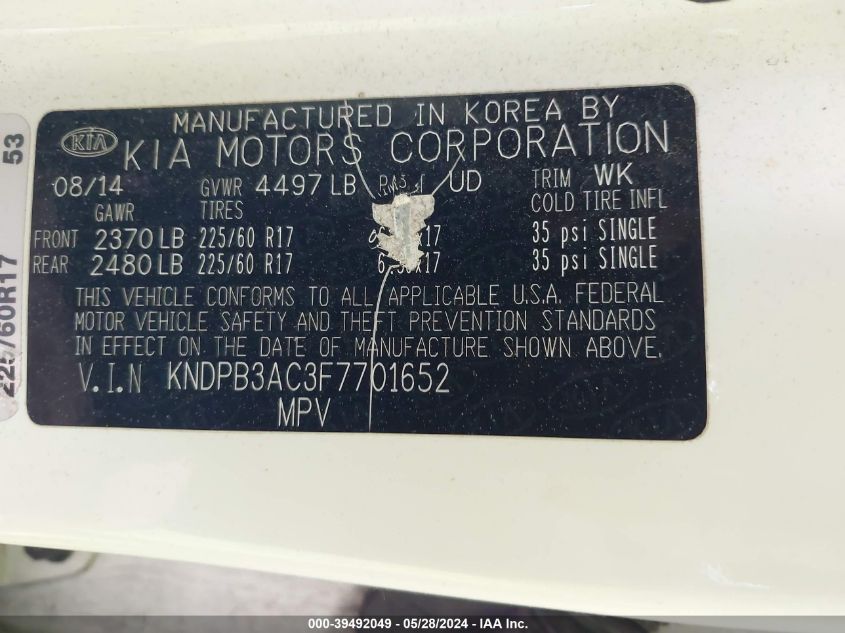 MANUFACTURED IN KOREA BY
KIA KIA MOTORS CORPORATION
08/14 GVWR 4497 LB UD TRIM WK
GAWR TIRES COLD TIRE INFL
FRONT 2370 LB 225/60 R17 35 psi SINGLE
REAR 2480 LB 225/60 R17 35 psi SINGLE
THIS VEHICLE CONFORMS TO ALL APPLICABLE U.S.A. FEDERAL
MOTOR VEHICLE SAFETY AND THEFT PREVENTION STANDARDS
IN EFFECT ON THE DATE OF MANUFACTURE SHOWN ABOVE.
V.I.N KNDPB3AC3F7701652
MPV
225/60R17 53
000-39492049 / 05/28/2024 - IAA Inc.